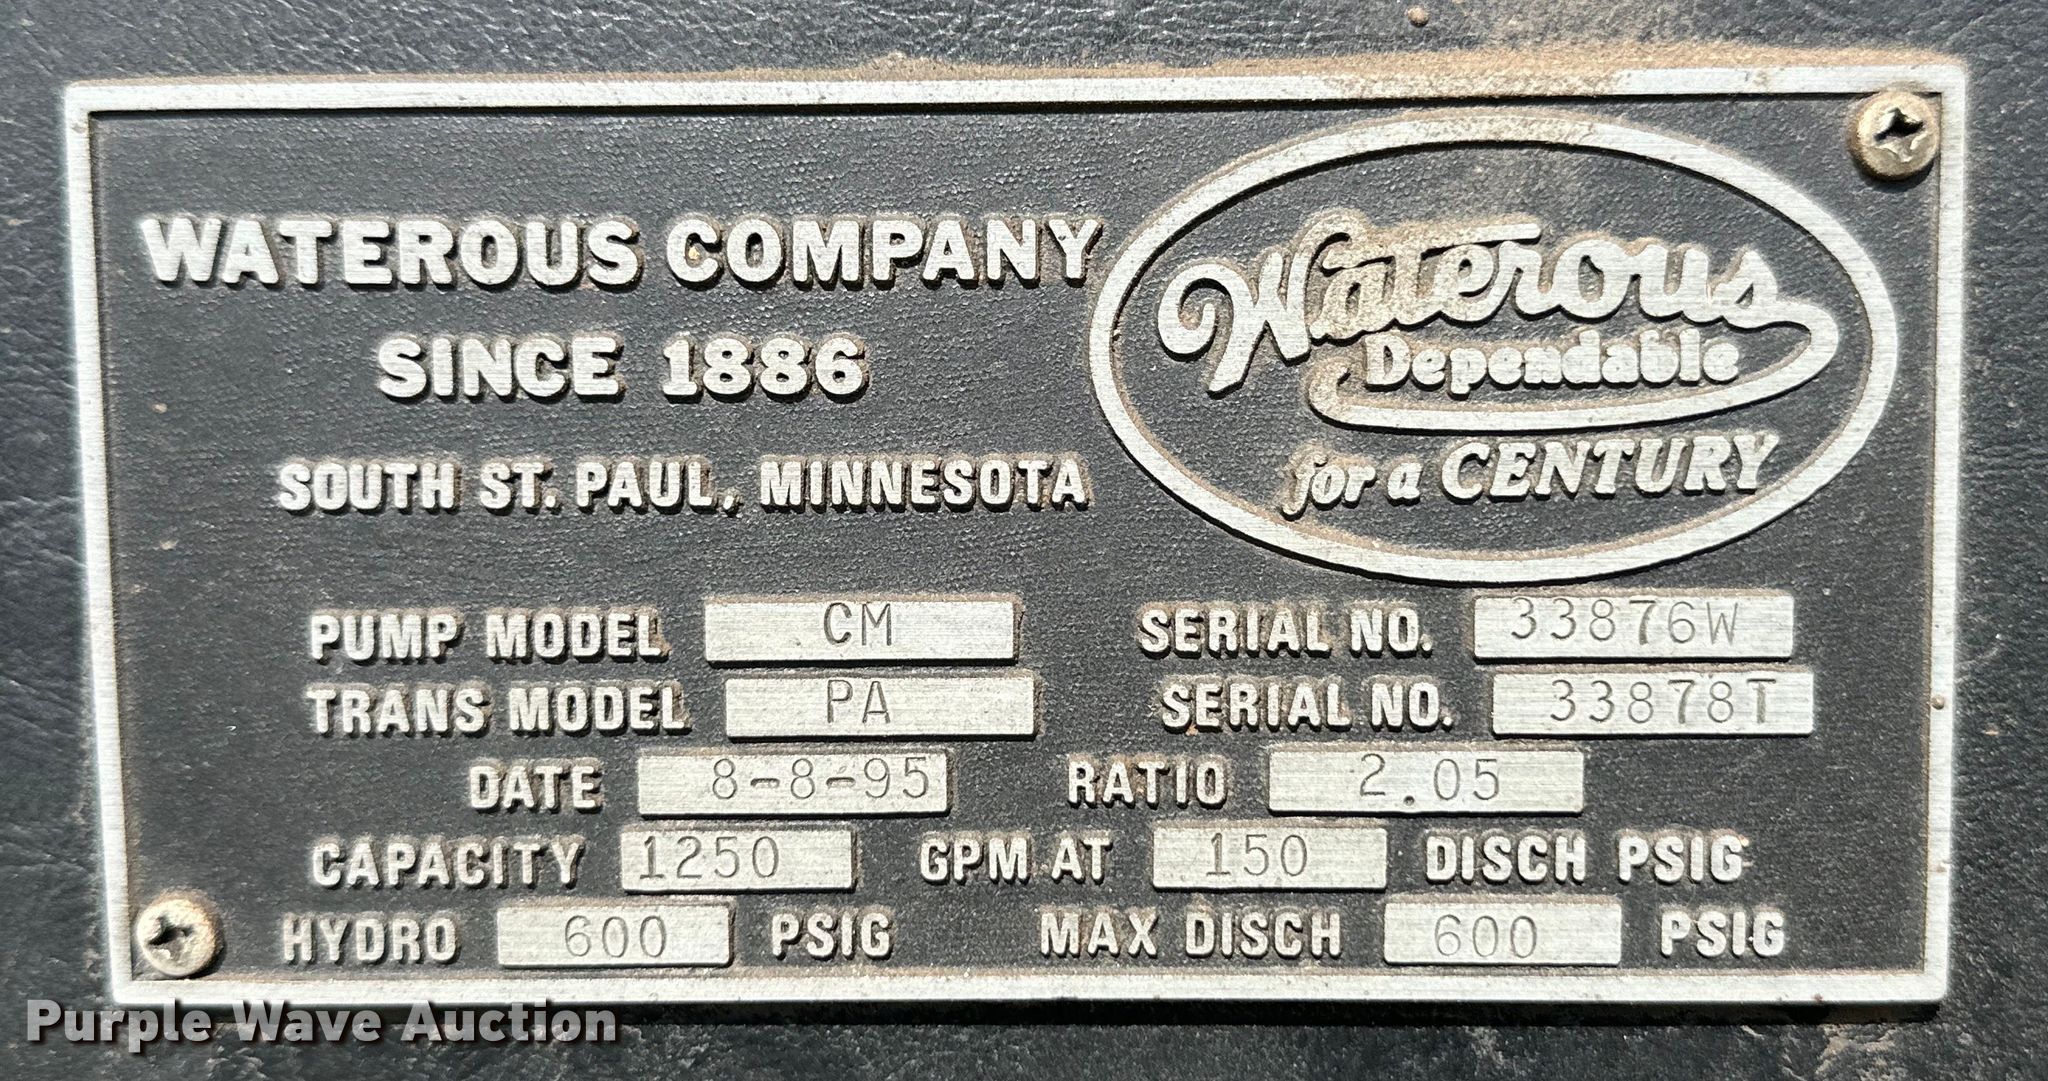 WATEROUS COMPANY
SINCE 1886
SOUTH ST. PAUL, MINNESOTA
Waterous
Dependable
for a CENTURY
PUMP MODEL CM SERIAL NO. 33876W
TRANS MODEL PA SERIAL NO. 33878T
DATE 8-8-95 RATIO 2.05
CAPACITY 1250 GPM AT 150 DISCH PSIG
HYDRO 600 PSIG MAX DISCH 600 PSIG
Purple Wave Auction